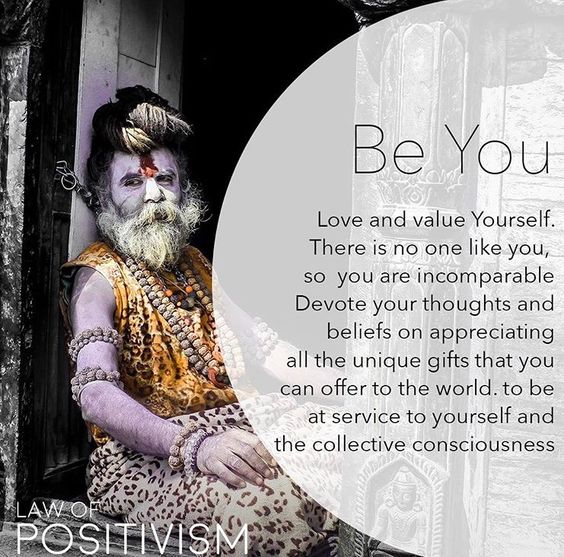 Be You
Love and value Yourself.
There is no one like you,
so you are incomparable
Devote your thoughts and
beliefs on appreciating
all the unique gifts that you
can offer to the world. to be
at service to yourself and
the collective consciousness
LAW OF
POSITIVISM